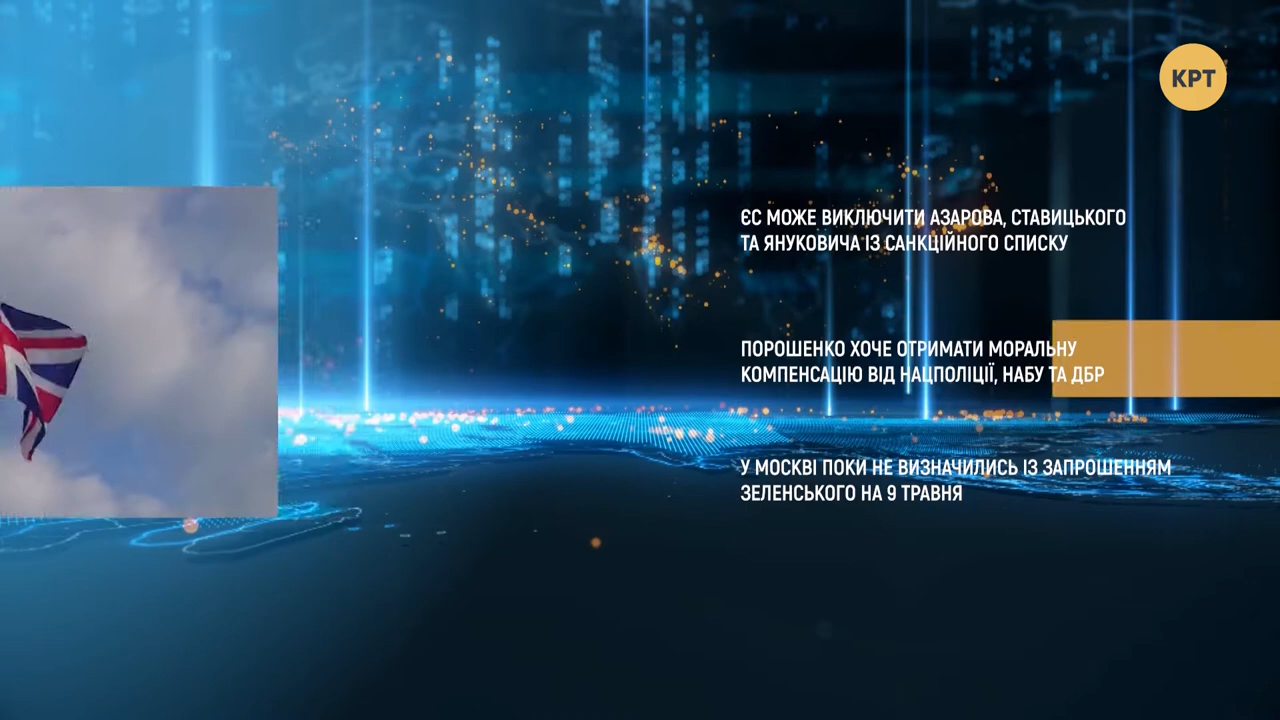 КРТ
ЄС МОЖЕ ВИКЛЮЧИТИ АЗАРОВА, СТАВИЦЬКОГО
ТА ЯНУКОВИЧА ІЗ САНКЦІЙНОГО СПИСКУ
ПОРОШЕНКО ХОЧЕ ОТРИМАТИ МОРАЛЬНУ
КОМПЕНСАЦІЮ ВІД НАЦПОЛІЦІЇ, НАБУ ТА ДБР
У МОСКВІ ПОКИ НЕ ВИЗНАЧИЛИСЬ ІЗ ЗАПРОШЕННЯМ
ЗЕЛЕНСЬКОГО НА 9 ТРАВНЯ